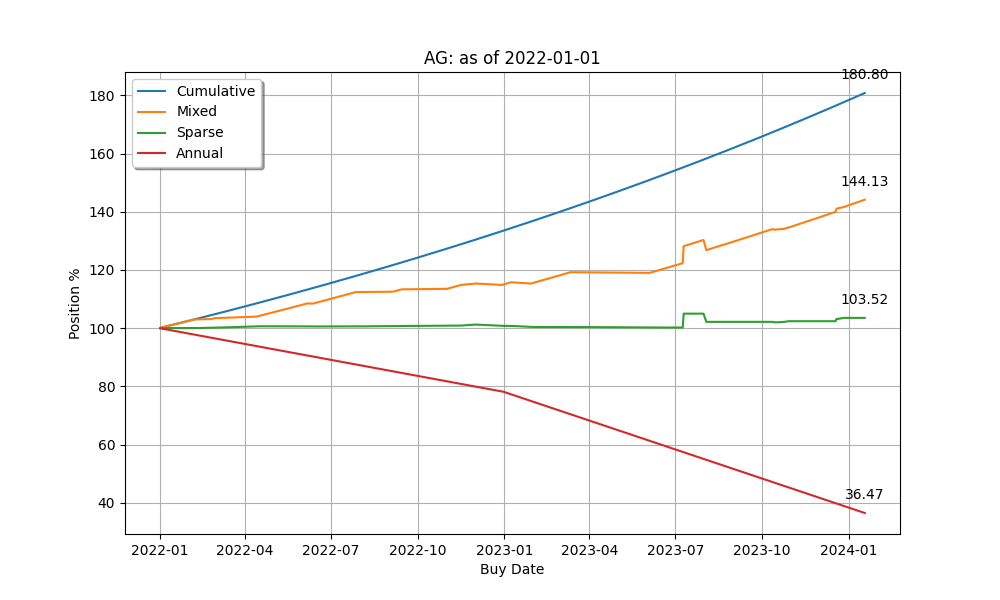 AG: as of 2022-01-01
180.80
180
Cumulative
Mixed
Sparse
Annual
160
144.13
140
120
103.52
100
80
60
36.47
40
Position %
2022-01 2022-04 2022-07 2022-10 2023-01 2023-04 2023-07 2023-10 2024-01
Buy Date